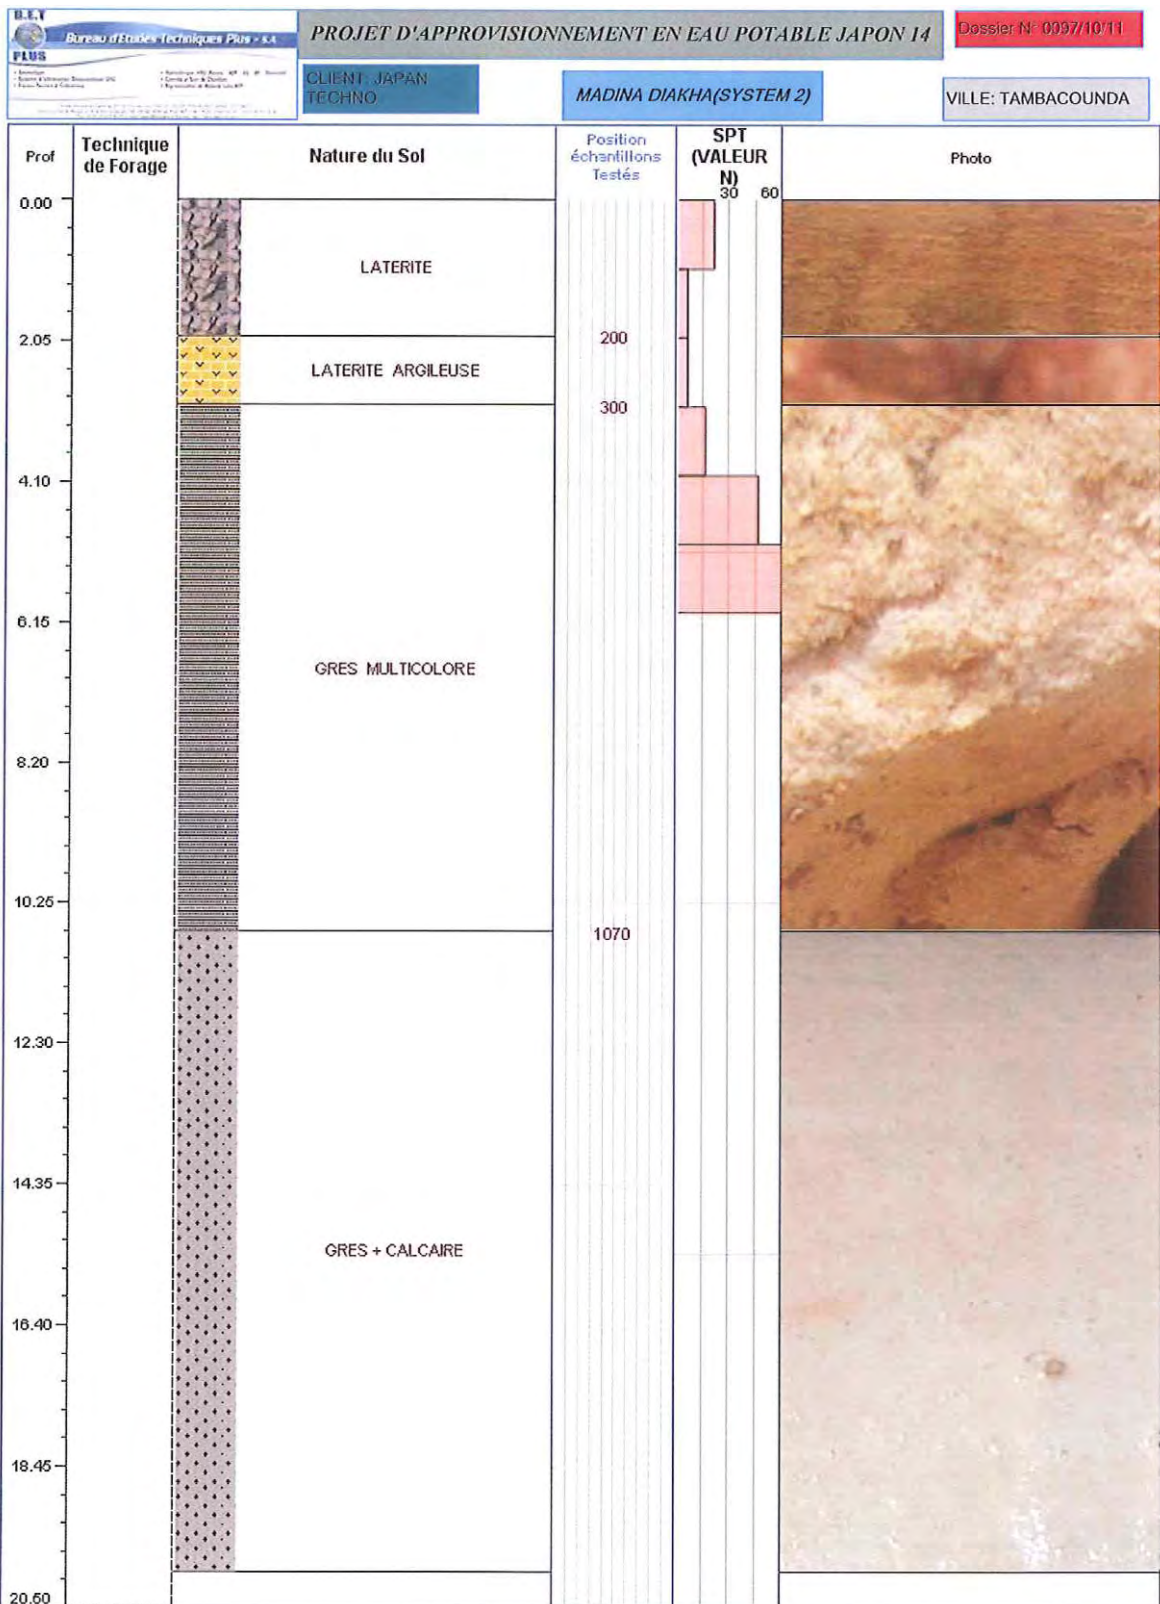 B.E.T
PLUS
Bureau d'Etudes Techniques Plus - s.a
PROJET D'APPROVISIONNEMENT EN EAU POTABLE JAPON 14
Dossier N° 0097/10/11
CLIENT: JAPAN
TECHNO
MADINA DIAKHA(SYSTEM 2)
VILLE: TAMBACOUNDA
Prof
Technique
de Forage
Nature du Sol
Position
échantillons
Testés
SPT
(VALEUR
N)
30 60
Photo
0.00
LATERITE
2.05
200
LATERITE ARGILEUSE
300
4.10
6.15
GRES MULTICOLORE
8.20
10.25
1070
12.30
14.35
GRES + CALCAIRE
16.40
18.45
20.50